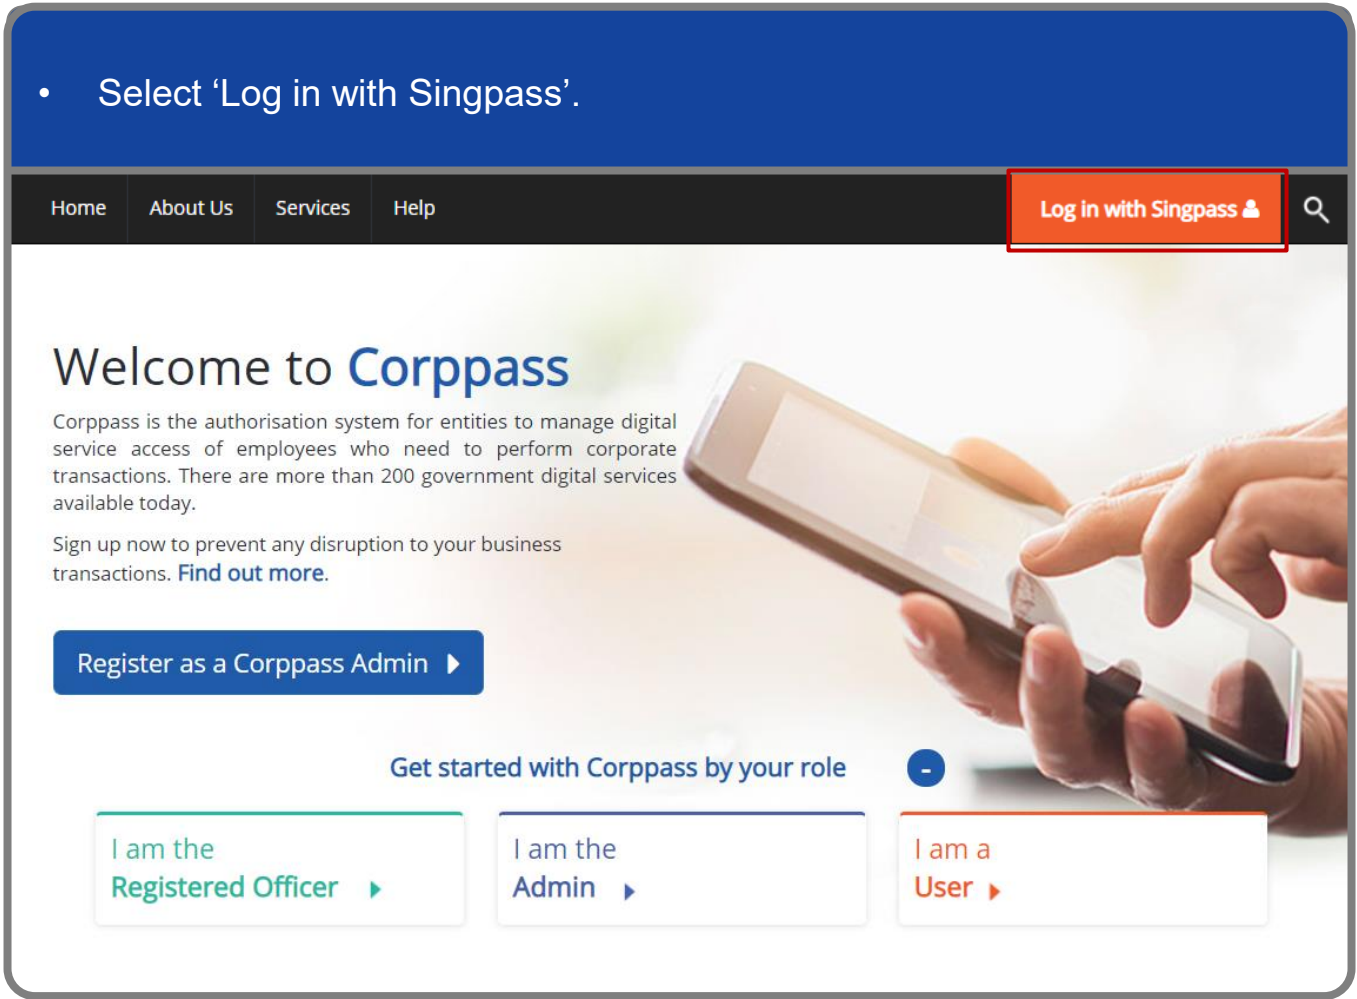 • Select ‘Log in with Singpass’.
Home About Us Services Help Log in with Singpass
Welcome to Corppass
Corppass is the authorisation system for entities to manage digital
service access of employees who need to perform corporate
transactions. There are more than 200 government digital services
available today.
Sign up now to prevent any disruption to your business
transactions. Find out more.
Register as a Corppass Admin
Get started with Corppass by your role -
I am the
Registered Officer
I am the
Admin
I am a
User